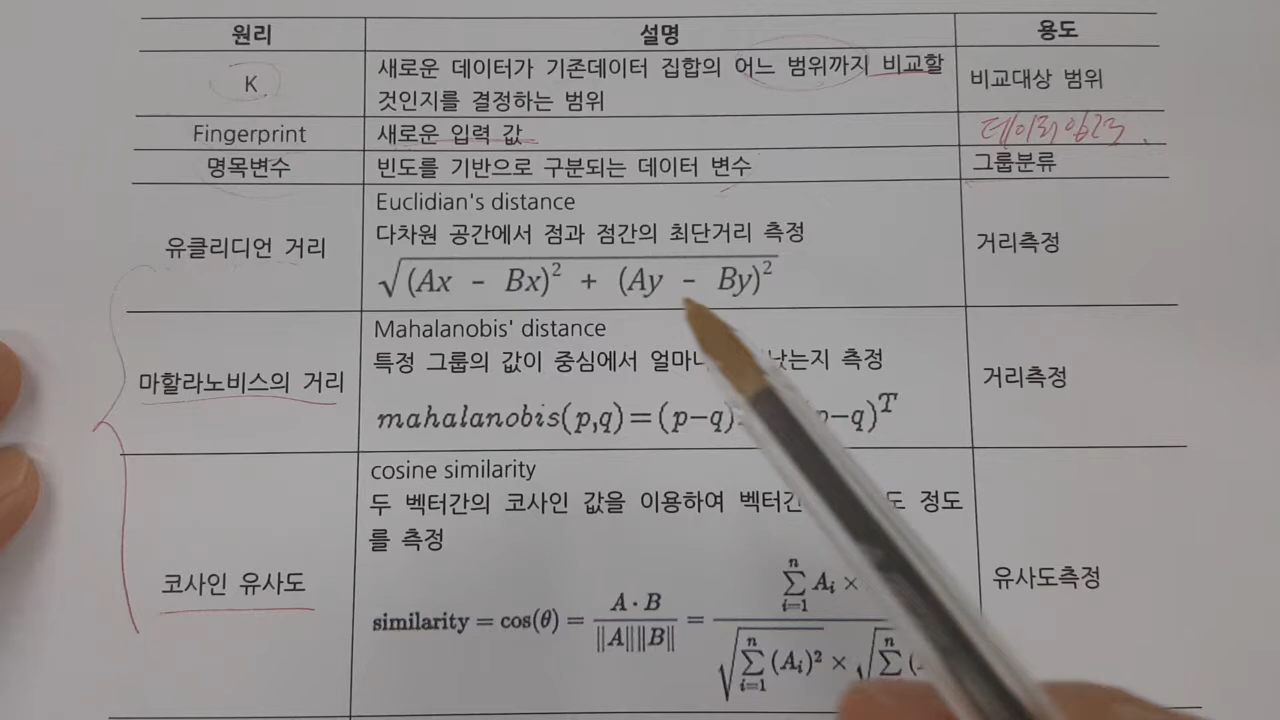 원리 설명 용도
K
새로운 데이터가 기존데이터 집합의 어느 범위까지 비교할
것인지를 결정하는 범위
비교대상 범위
Fingerprint 새로운 입력 값
명목변수 빈도를 기반으로 구분되는 데이터 변수 그룹분류
유클리디언 거리
Euclidian's distance
다차원 공간에서 점과 점간의 최단거리 측정
√(Ax - Bx)² + (Ay - By)²
거리측정
마할라노비스의 거리
Mahalanobis' distance
특정 그룹의 값이 중심에서 측정
mahalanobis(p,q)=(p-q) p-q)ᵀ
거리측정
코사인 유사도
cosine similarity
두 벡터간의 코사인 값을 이용하여 정도
를 측정
similarity = cos(θ) = A · B / ‖A‖‖B‖ = ∑ⁿᵢ₌₁ Aᵢ × / √∑ⁿᵢ₌₁ (Aᵢ)² × √∑ⁿ (
유사도측정